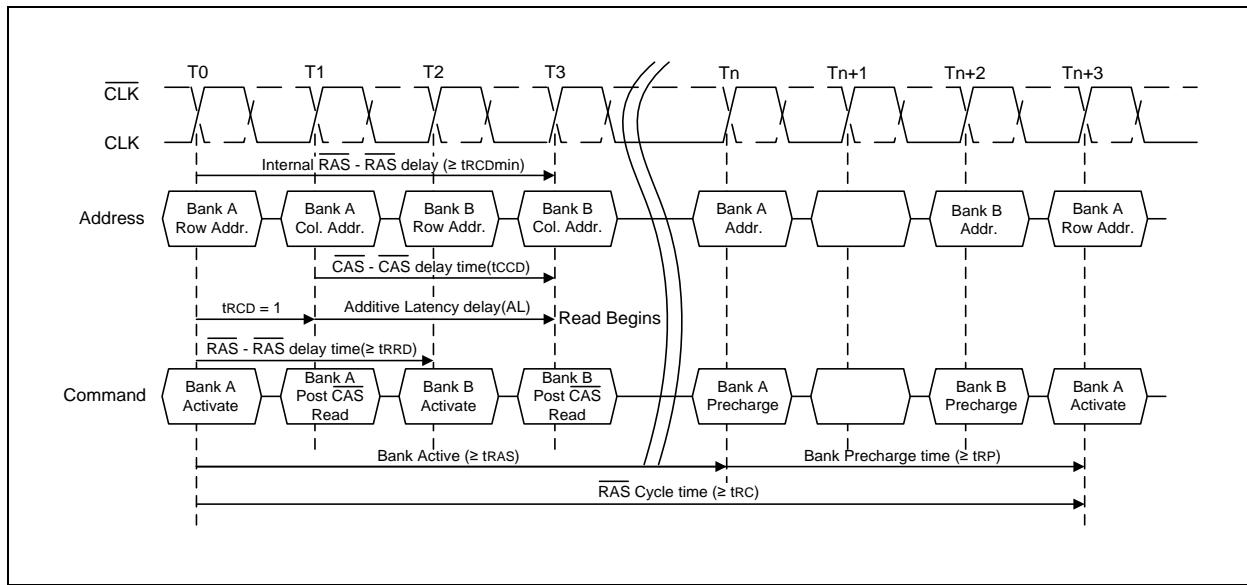 T0 T1 T2 T3 Tn Tn+1 Tn+2 Tn+3
CLK
CLK
Internal RAS - RAS delay (≥ tRCDmin)
Address
Bank A Row Addr.
Bank A Col. Addr.
Bank B Row Addr.
Bank B Col. Addr.
Bank A Addr.
Bank B Addr.
Bank A Row Addr.
CAS - CAS delay time(tCCD)
tRCD = 1
Additive Latency delay(AL)
Read Begins
RAS - RAS delay time(≥ tRRD)
Command
Bank A Activate
Bank A Post CAS Read
Bank B Activate
Bank B Post CAS Read
Bank A Precharge
Bank B Precharge
Bank A Activate
Bank Active (≥ tRAS)
Bank Precharge time (≥ tRP)
RAS Cycle time (≥ tRC)